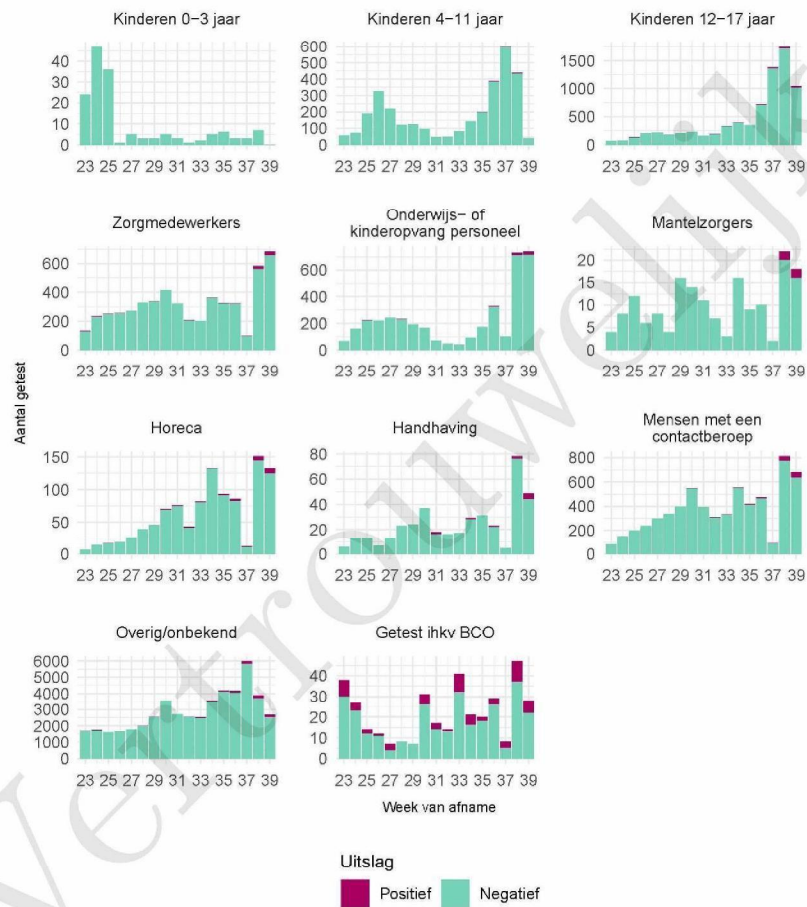 Kinderen 0−3 jaar
Kinderen 4−11 jaar
Kinderen 12−17 jaar
40
30
20
10
0
23 25 27 29 31 33 35 37 39
600
500
400
300
200
100
0
23 25 27 29 31 33 35 37 39
1500
1000
500
0
23 25 27 29 31 33 35 37 39
Zorgmedewerkers
Onderwijs− of
kinderopvang personeel
Mantelzorgers
600
400
200
0
23 25 27 29 31 33 35 37 39
600
400
200
0
23 25 27 29 31 33 35 37 39
20
15
10
5
0
23 25 27 29 31 33 35 37 39
Aantal getest
Horeca
Handhaving
Mensen met een
contactberoep
150
100
50
0
23 25 27 29 31 33 35 37 39
80
60
40
20
0
23 25 27 29 31 33 35 37 39
800
600
400
200
0
23 25 27 29 31 33 35 37 39
Overig/onbekend
Getest ihkv BCO
6000
5000
4000
3000
2000
1000
0
23 25 27 29 31 33 35 37 39
40
30
20
10
0
23 25 27 29 31 33 35 37 39
Week van afname
Uitslag
Positief
Negatief
Vertrouwelijk